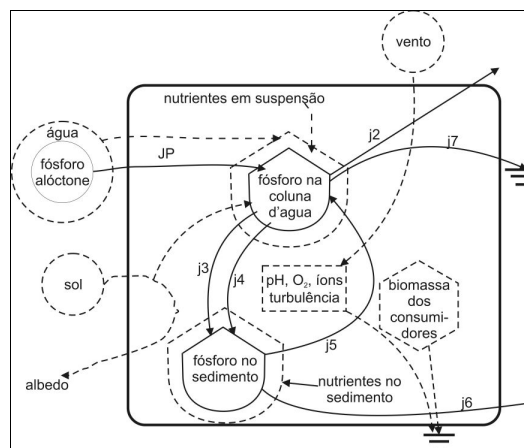 vento
nutrientes em suspensão
água
fósforo
alóctone
JP
j2
j7
fósforo na
coluna
d'agua
sol
j3
j4
pH, O₂, íons
turbulência
biomassa
dos
consumi-
dores
j5
fósforo no
sedimento
albedo
nutrientes no
sedimento
j6